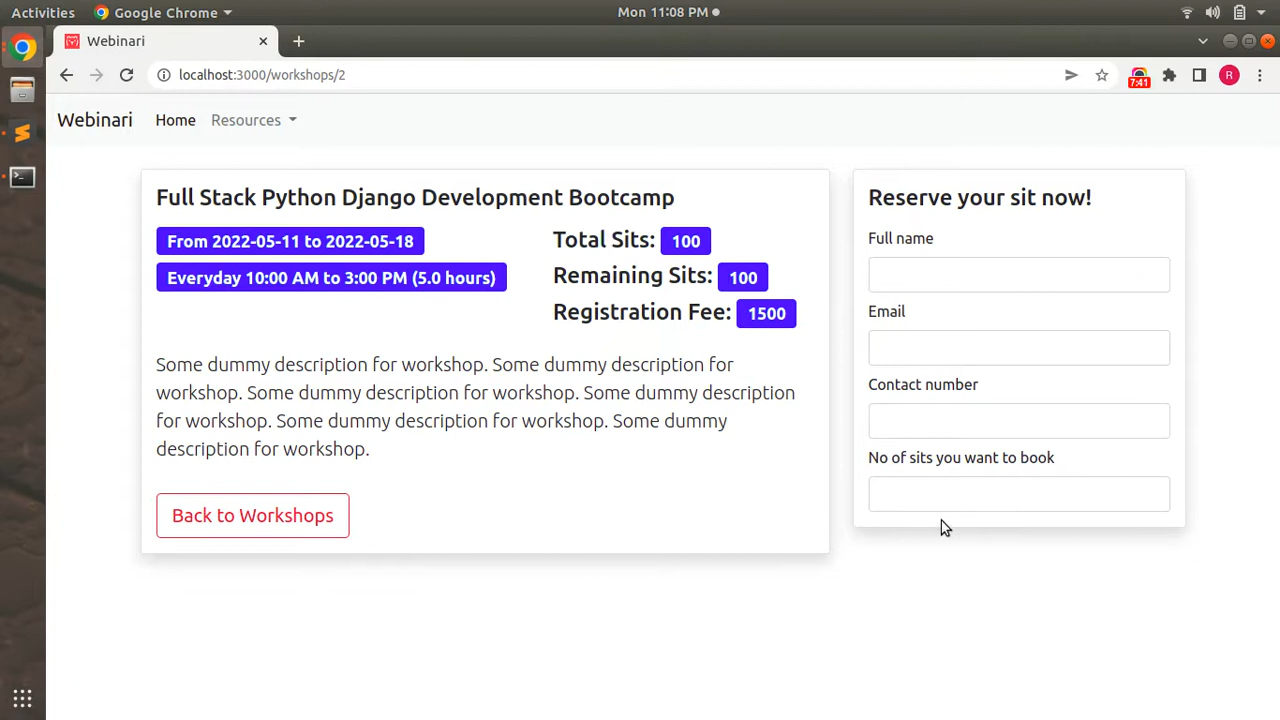 Activities Google Chrome Mon 11:08 PM
Webinari
localhost:3000/workshops/2 7:41 R
Webinari Home Resources
Full Stack Python Django Development Bootcamp
From 2022-05-11 to 2022-05-18
Everyday 10:00 AM to 3:00 PM (5.0 hours)
Total Sits: 100
Remaining Sits: 100
Registration Fee: 1500
Some dummy description for workshop. Some dummy description for
workshop. Some dummy description for workshop. Some dummy description
for workshop. Some dummy description for workshop. Some dummy
description for workshop.
Back to Workshops
Reserve your sit now!
Full name
Email
Contact number
No of sits you want to book